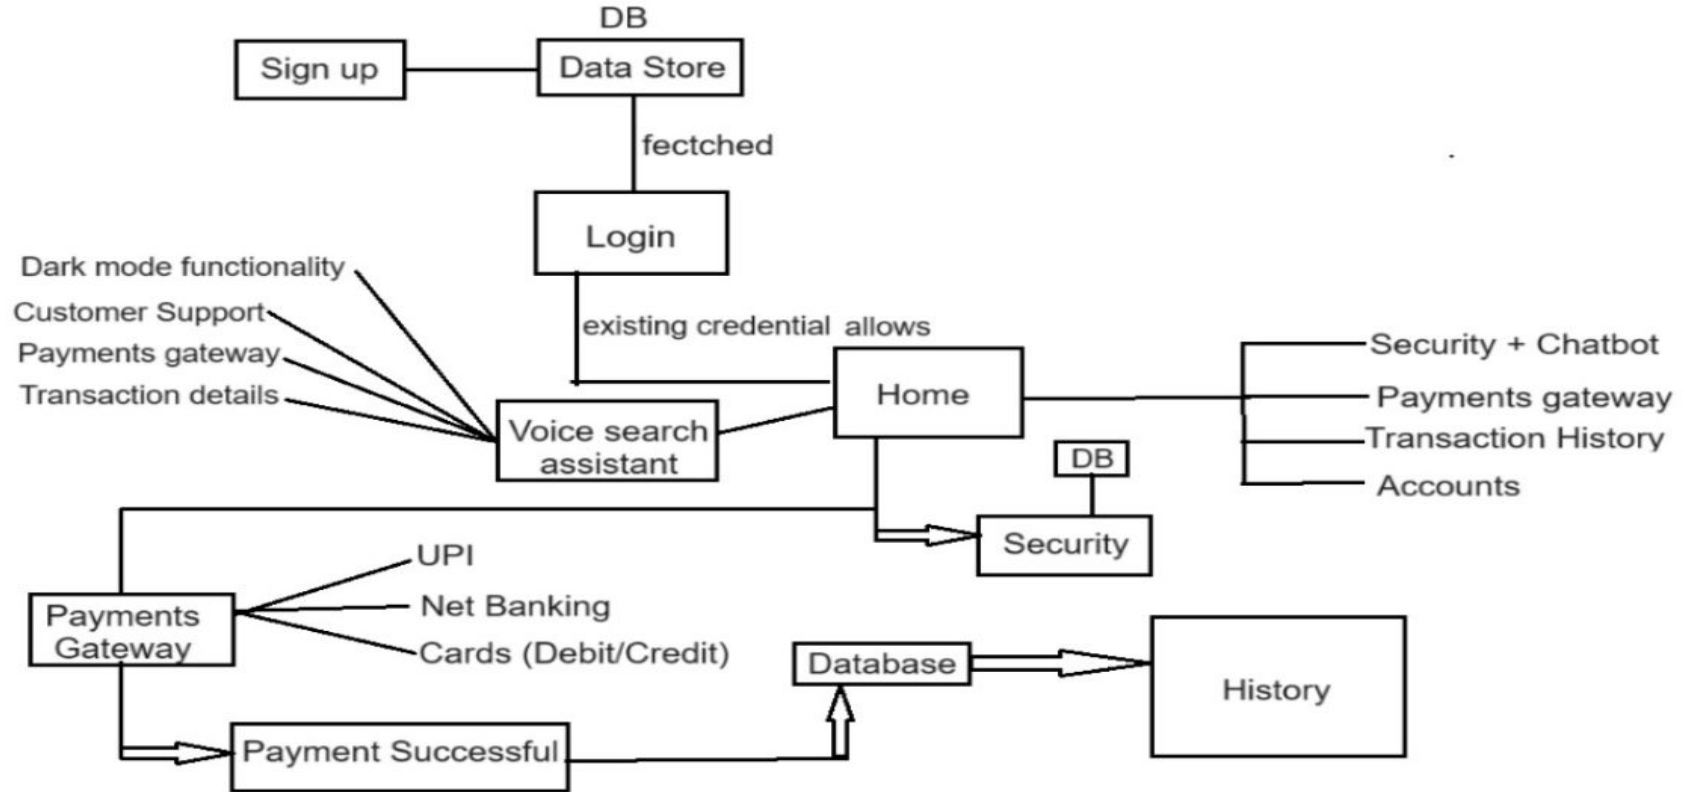 DB
Sign up
Data Store
fectched
Login
Dark mode functionality
Customer Support
Payments gateway
Transaction details
existing credential allows
Home
Voice search
assistant
Security + Chatbot
Payments gateway
Transaction History
Accounts
DB
Security
Payments
Gateway
UPI
Net Banking
Cards (Debit/Credit)
Payment Successful
Database
History